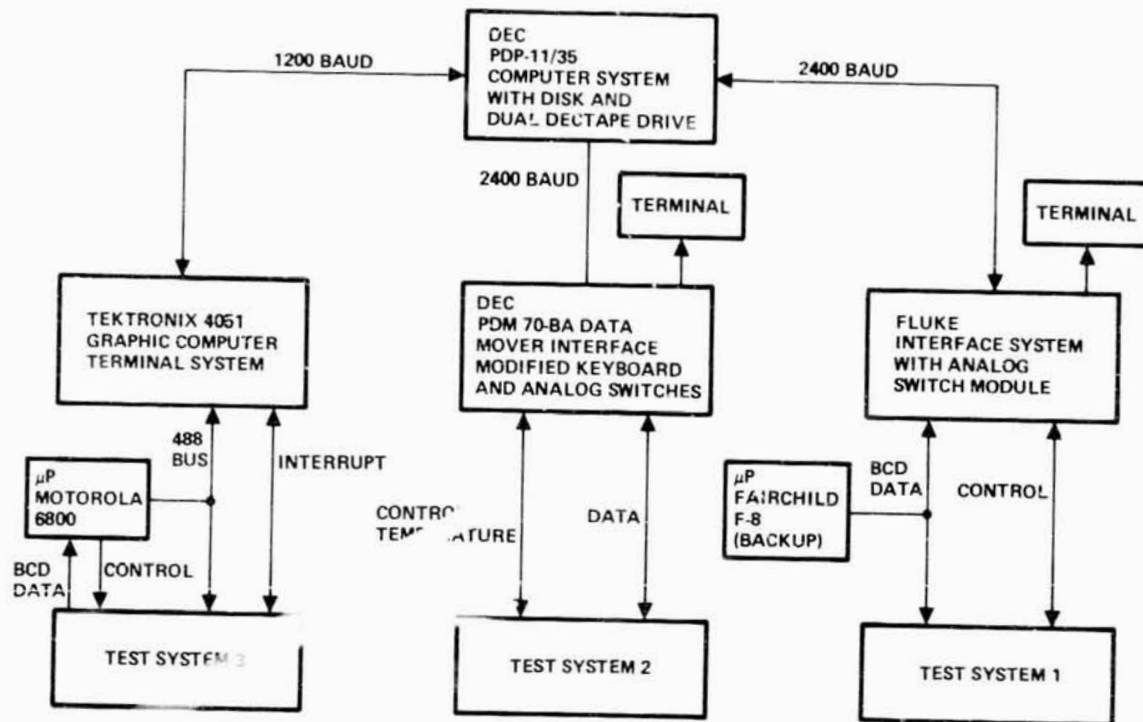 DEC
PDP-11/35
COMPUTER SYSTEM
WITH DISK AND
DUAL DECTAPE DRIVE
1200 BAUD
2400 BAUD
2400 BAUD
TERMINAL
TERMINAL
TEKTRONIX 4051
GRAPHIC COMPUTER
TERMINAL SYSTEM
DEC
PDM 70-BA DATA
MOVER INTERFACE
MODIFIED KEYBOARD
AND ANALOG SWITCHES
FLUKE
INTERFACE SYSTEM
WITH ANALOG
SWITCH MODULE
488
BUS
INTERRUPT
μP
MOTOROLA
6800
BCD
DATA
CONTROL
DATA
μP
FAIRCHILD
F-8
(BACKUP)
BCD
DATA
CONTROL
TEST SYSTEM 3
TEST SYSTEM 2
TEST SYSTEM 1